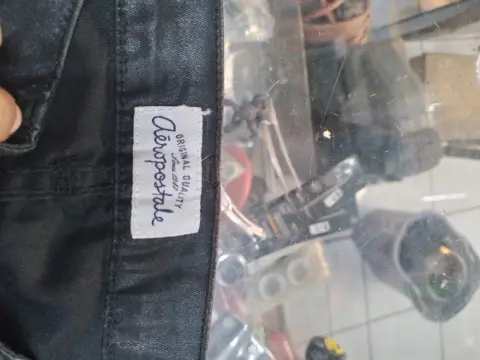 ORIGINAL QUALITY
Since 1987
Aéropostale